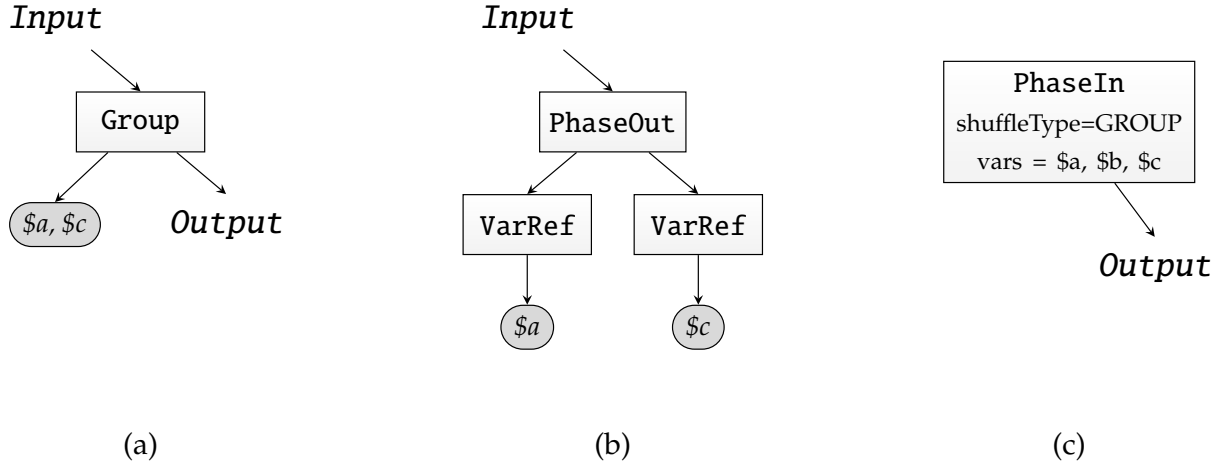 Input
Group
$a, $c
Output
(a)
Input
PhaseOut
VarRef
VarRef
$a
$c
(b)
PhaseIn
shuffleType=GROUP
vars = $a, $b, $c
Output
(c)